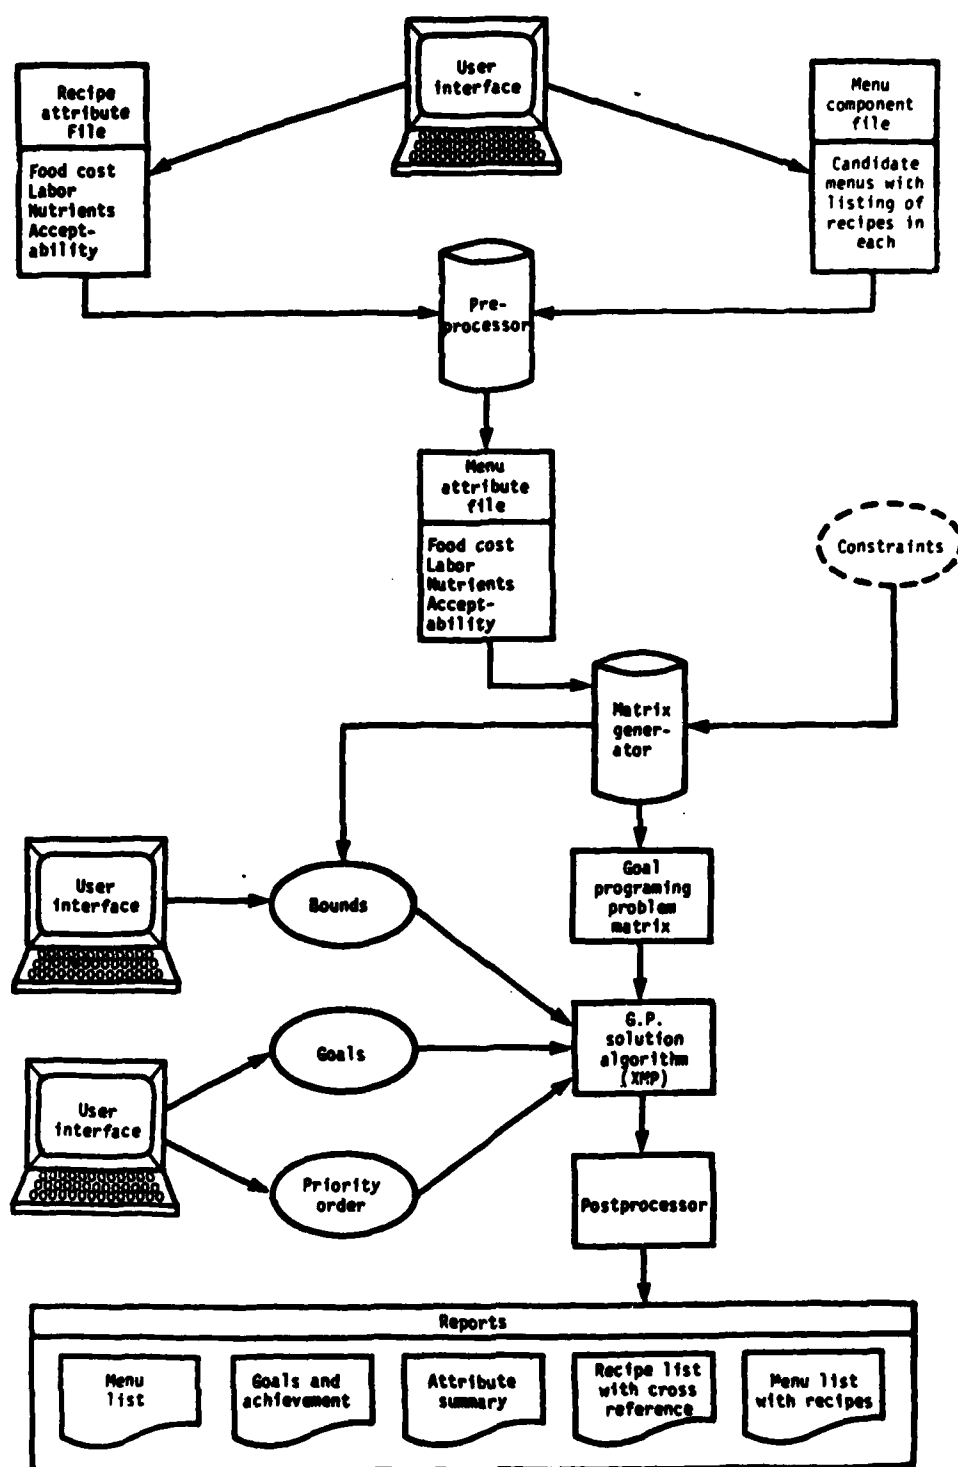 User
interface
Recipe
attribute
File
Food cost
Labor
Nutrients
Accept-
ability
Menu
component
file
Candidate
menus with
listing of
recipes in
each
Pre-
processor
Menu
attribute
file
Food cost
Labor
Nutrients
Accept-
ability
Constraints
Matrix
gener-
ator
User
interface
Bounds
Goal
programing
problem
matrix
G.P.
solution
algorithm
(XMP)
Goals
User
interface
Priority
order
Postprocessor
Reports
Menu
list
Goals and
achievement
Attribute
summary
Recipe list
with cross
reference
Menu list
with recipes